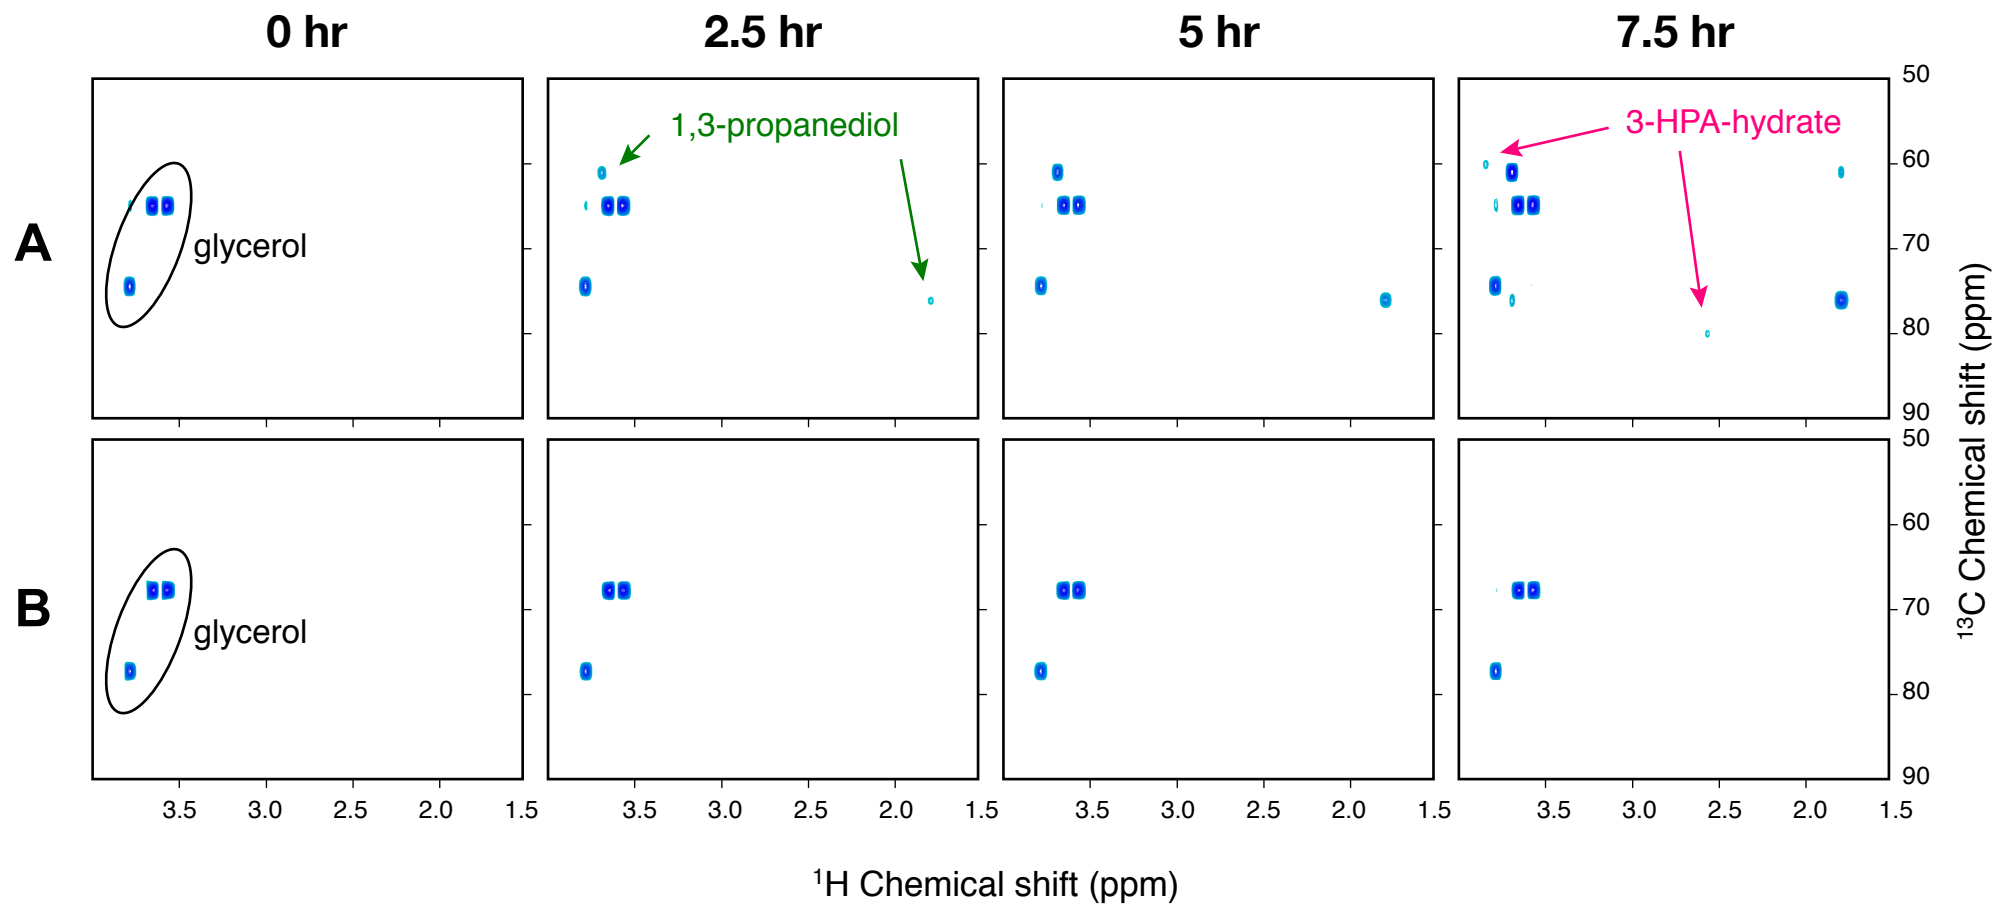 0 hr 2.5 hr 5 hr 7.5 hr
A
1,3-propanediol
3-HPA-hydrate
glycerol
50
60
70
80
90
B
glycerol
50
60
70
80
90
3.5 3.0 2.5 2.0 1.5
3.5 3.0 2.5 2.0 1.5
3.5 3.0 2.5 2.0 1.5
3.5 3.0 2.5 2.0 1.5
¹H Chemical shift (ppm)
¹³C Chemical shift (ppm)